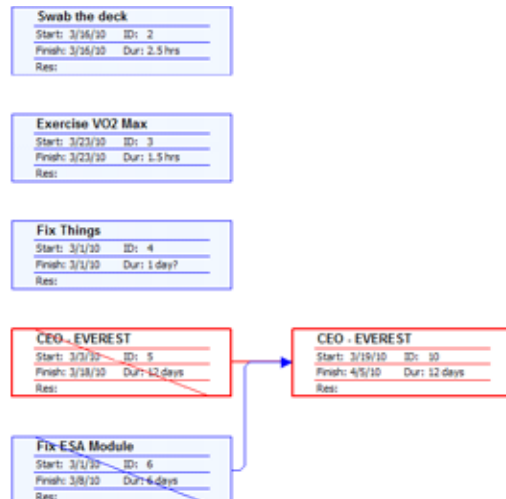 Swab the deck
Start: 3/16/10 ID: 2
Finish: 3/16/10 Dur: 2.5 hrs
Res:
Exercise VO2 Max
Start: 3/23/10 ID: 3
Finish: 3/23/10 Dur: 1.5 hrs
Res:
Fix Things
Start: 3/1/10 ID: 4
Finish: 3/1/10 Dur: 1 day?
Res:
CEO - EVEREST
Start: 3/3/10 ID: 5
Finish: 3/18/10 Dur: 12 days
Res:
CEO - EVEREST
Start: 3/19/10 ID: 10
Finish: 4/5/10 Dur: 12 days
Res:
Fix ESA Module
Start: 3/1/10 ID: 6
Finish: 3/8/10 Dur: 6 days
Res: